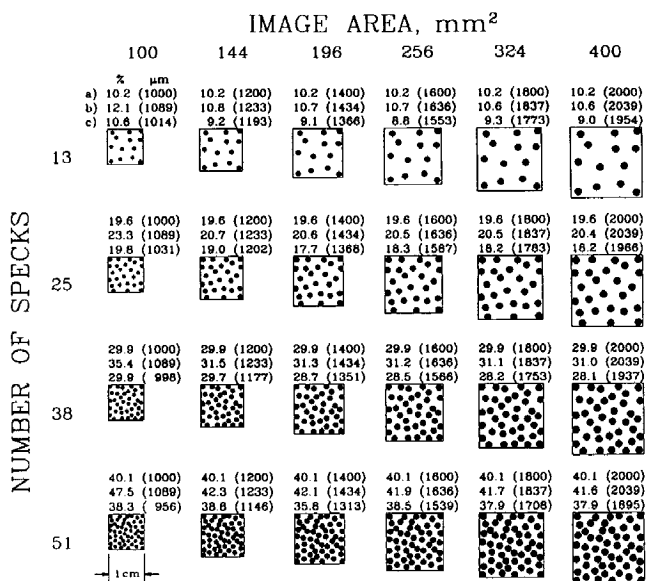 IMAGE AREA, mm²
100 144 196 256 324 400
% μm
a) 10.2 (1000) 10.2 (1200) 10.2 (1400) 10.2 (1600) 10.2 (1800) 10.2 (2000)
b) 12.1 (1089) 10.8 (1233) 10.7 (1434) 10.7 (1636) 10.6 (1837) 10.6 (2039)
c) 10.6 (1014) 9.2 (1193) 9.1 (1366) 8.8 (1553) 9.3 (1773) 9.0 (1954)
13
19.6 (1000) 19.6 (1200) 19.6 (1400) 19.6 (1600) 19.6 (1800) 19.6 (2000)
23.3 (1089) 20.7 (1233) 20.6 (1434) 20.5 (1636) 20.5 (1837) 20.4 (2039)
19.8 (1031) 19.0 (1202) 17.7 (1368) 18.3 (1587) 18.2 (1763) 18.2 (1966)
25
29.9 (1000) 29.9 (1200) 29.9 (1400) 29.9 (1600) 29.9 (1800) 29.9 (2000)
35.4 (1089) 31.5 (1233) 31.3 (1434) 31.2 (1636) 31.1 (1837) 31.0 (2039)
29.9 ( 998) 29.7 (1177) 28.7 (1351) 28.5 (1566) 28.2 (1753) 28.1 (1937)
38
40.1 (1000) 40.1 (1200) 40.1 (1400) 40.1 (1600) 40.1 (1800) 40.1 (2000)
47.5 (1089) 42.3 (1233) 42.1 (1434) 41.9 (1636) 41.7 (1837) 41.6 (2039)
38.3 ( 956) 38.8 (1146) 35.8 (1313) 38.5 (1539) 37.9 (1708) 37.9 (1895)
51
1cm
NUMBER OF SPECKS